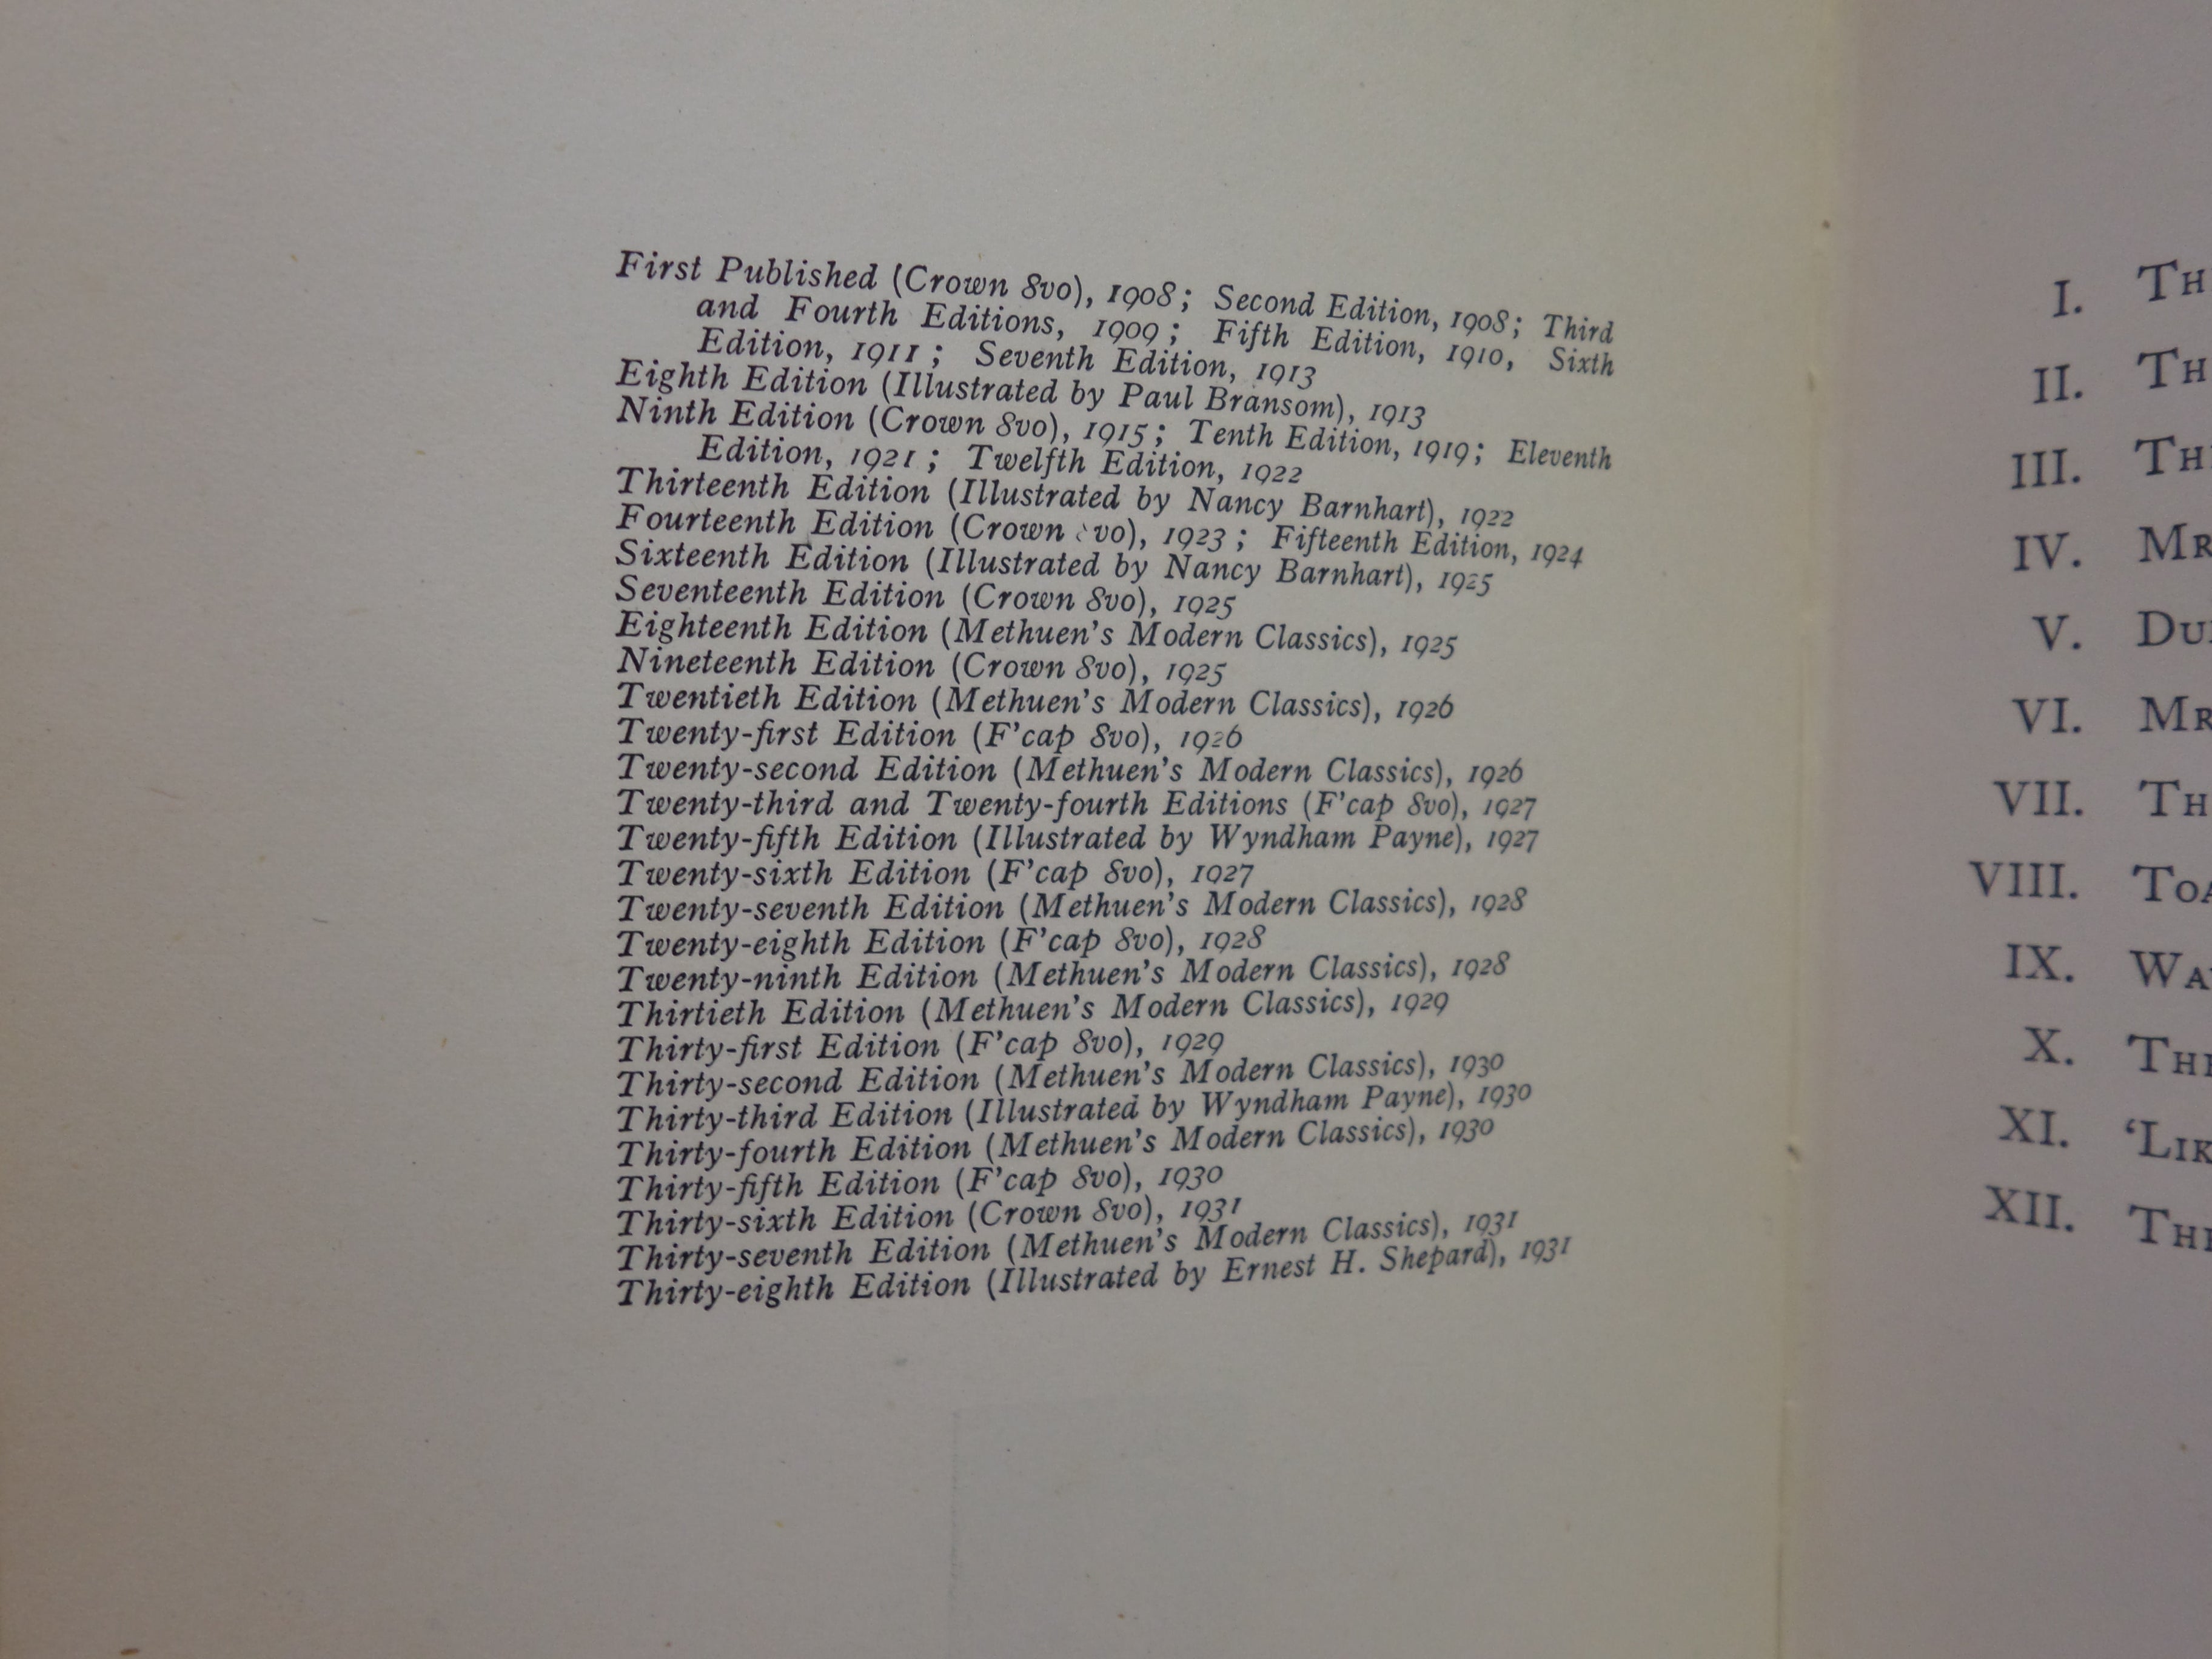 First Published (Crown 8vo), 1908; Second Edition, 1908; Third
and Fourth Editions, 1909; Fifth Edition, 1910, Sixth
Edition, 1911; Seventh Edition, 1913
Eighth Edition (Illustrated by Paul Bransom), 1913
Ninth Edition (Crown 8vo), 1915; Tenth Edition, 1919; Eleventh
Edition, 1921; Twelfth Edition, 1922
Thirteenth Edition (Illustrated by Nancy Barnhart), 1922
Fourteenth Edition (Crown 8vo), 1923; Fifteenth Edition, 1924
Sixteenth Edition (Illustrated by Nancy Barnhart), 1925
Seventeenth Edition (Crown 8vo), 1925
Eighteenth Edition (Methuen's Modern Classics), 1925
Nineteenth Edition (Crown 8vo), 1925
Twentieth Edition (Methuen's Modern Classics), 1926
Twenty-first Edition (F'cap 8vo), 1926
Twenty-second Edition (Methuen's Modern Classics), 1926
Twenty-third and Twenty-fourth Editions (F'cap 8vo), 1927
Twenty-fifth Edition (Illustrated by Wyndham Payne), 1927
Twenty-sixth Edition (F'cap 8vo), 1927
Twenty-seventh Edition (Methuen's Modern Classics), 1928
Twenty-eighth Edition (F'cap 8vo), 1928
Twenty-ninth Edition (Methuen's Modern Classics), 1928
Thirtieth Edition (Methuen's Modern Classics), 1929
Thirty-first Edition (F'cap 8vo), 1929
Thirty-second Edition (Methuen's Modern Classics), 1930
Thirty-third Edition (Illustrated by Wyndham Payne), 1930
Thirty-fourth Edition (Methuen's Modern Classics), 1930
Thirty-fifth Edition (F'cap 8vo), 1930
Thirty-sixth Edition (Crown 8vo), 1931
Thirty-seventh Edition (Methuen's Modern Classics), 1931
Thirty-eighth Edition (Illustrated by Ernest H. Shepard), 1931
I.
II.
III.
IV. MR
V.
VI. MR
VII.
VIII.
IX.
X.
XI.
XII.